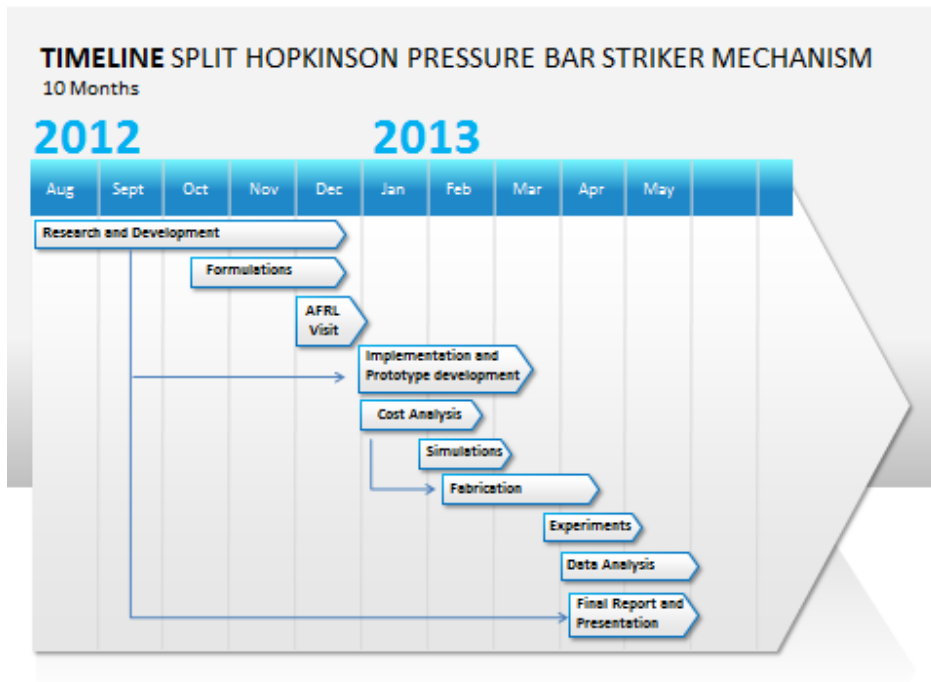 TIMELINE SPLIT HOPKINSON PRESSURE BAR STRIKER MECHANISM
10 Months
2012 2013
Aug Sept Oct Nov Dec Jan Feb Mar Apr May
Research and Development
Formulations
AFRL
Visit
Implementation and
Prototype development
Cost Analysis
Simulations
Fabrication
Experiments
Data Analysis
Final Report and
Presentation